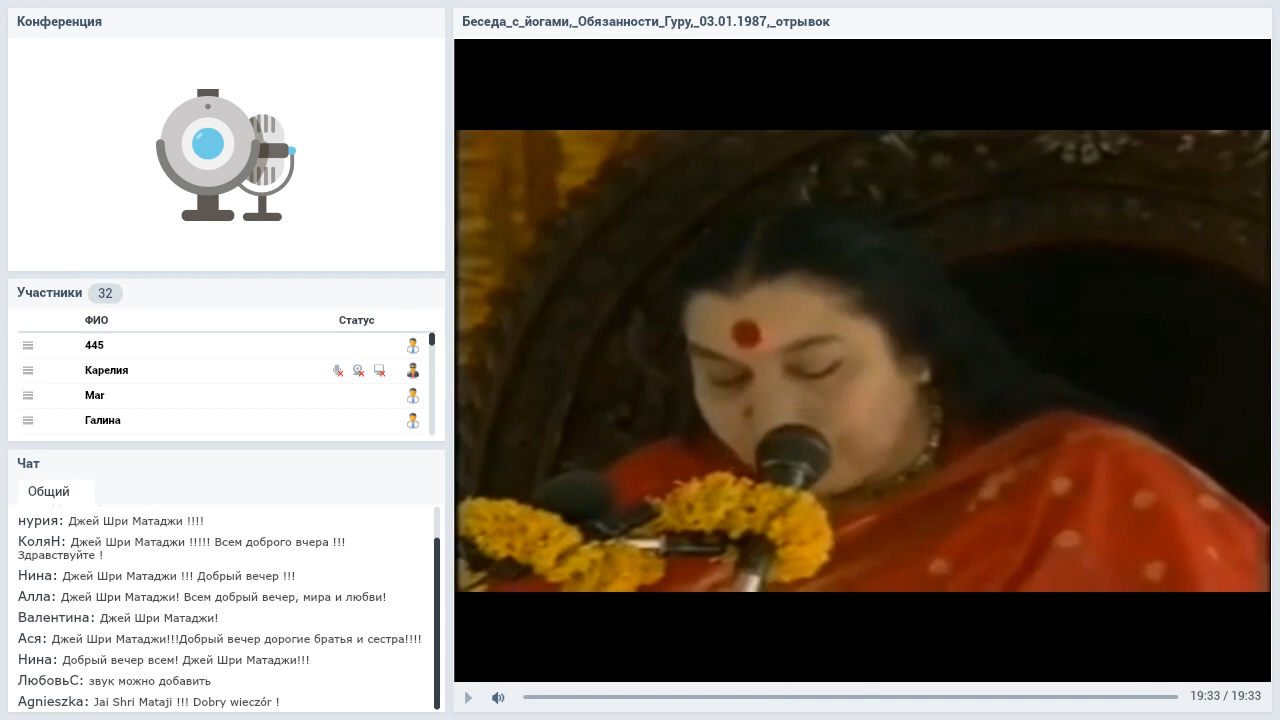 Конференция
Участники 32
ФИО Статус
445
Карелия
Mar
Галина
Чат
Общий
нурия: Джей Шри Матаджи !!!!
КоляН: Джей Шри Матаджи !!!!! Всем доброго вчера !!!
Здравствуйте !
Нина: Джей Шри Матаджи !!! Добрый вечер !!!
Алла: Джей Шри Матаджи! Всем добрый вечер, мира и любви!
Валентина: Джей Шри Матаджи!
Ася: Джей Шри Матаджи!!!Добрый вечер дорогие братья и сестра!!!!
Нина: Добрый вечер всем! Джей Шри Матаджи!!!
ЛюбовьС: звук можно добавить
Agnieszka: Jai Shri Mataji !!! Dobry wieczór !
Беседа_с_йогами,_Обязанности_Гуру,_03.01.1987,_отрывок
19:33 / 19:33